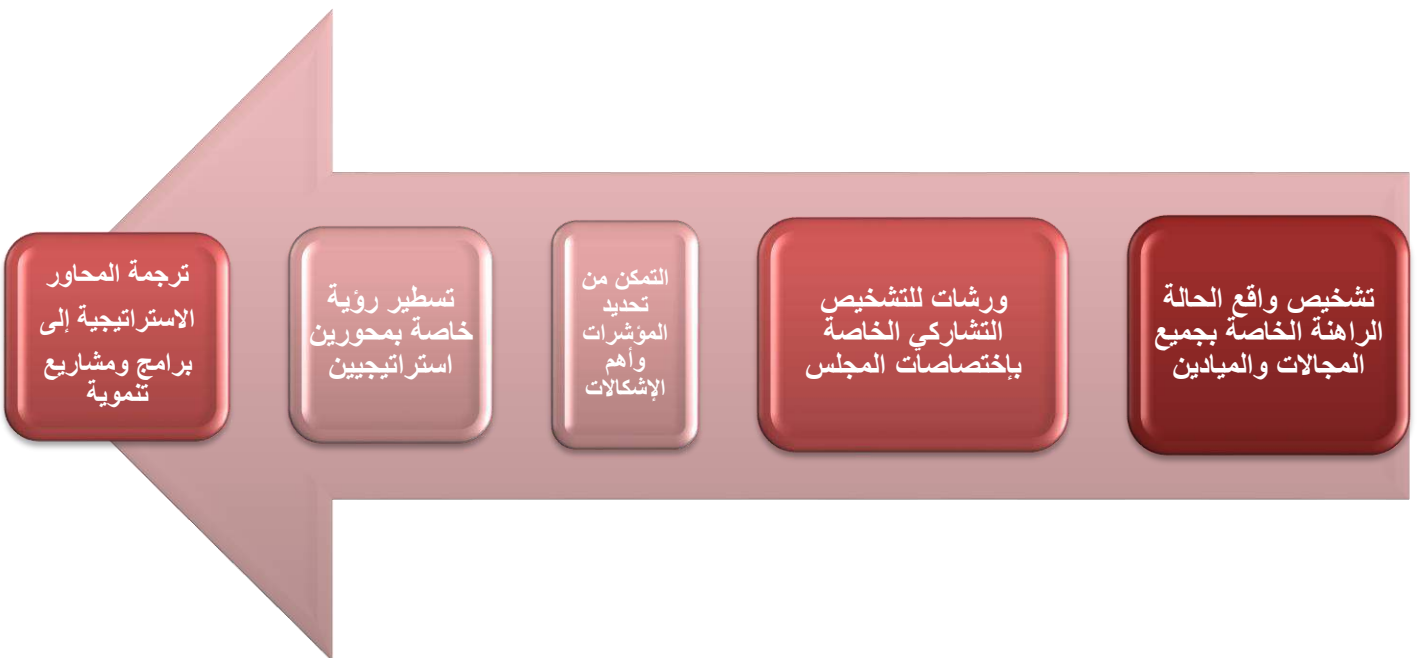 تشخيص واقع الحالة
الراهنة الخاصة بجميع
المجالات والميادين
ورشات للتشخيص
التشاركي الخاصة
بإختصاصات المجلس
التمكن من
تحديد
المؤشرات
وأهم
الإشكالات
تسطير رؤية
خاصة بمحورين
استراتيجيين
ترجمة المحاور
الاستراتيجية إلى
برامج ومشاريع
تنموية